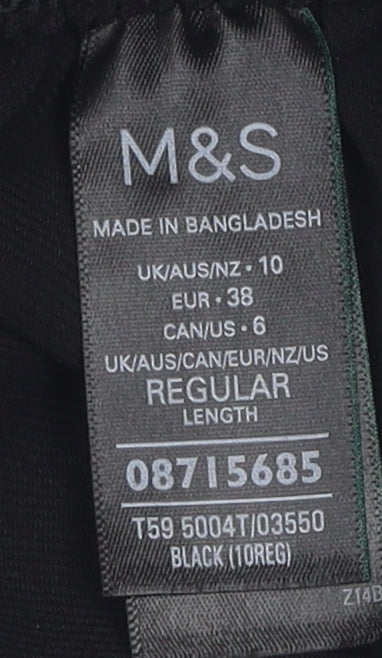 M&S
MADE IN BANGLADESH
UK/AUS/NZ • 10
EUR • 38
CAN/US • 6
UK/AUS/CAN/EUR/NZ/US
REGULAR
LENGTH
08715685
T59 5004T/03550
BLACK (10REG)
Z14B